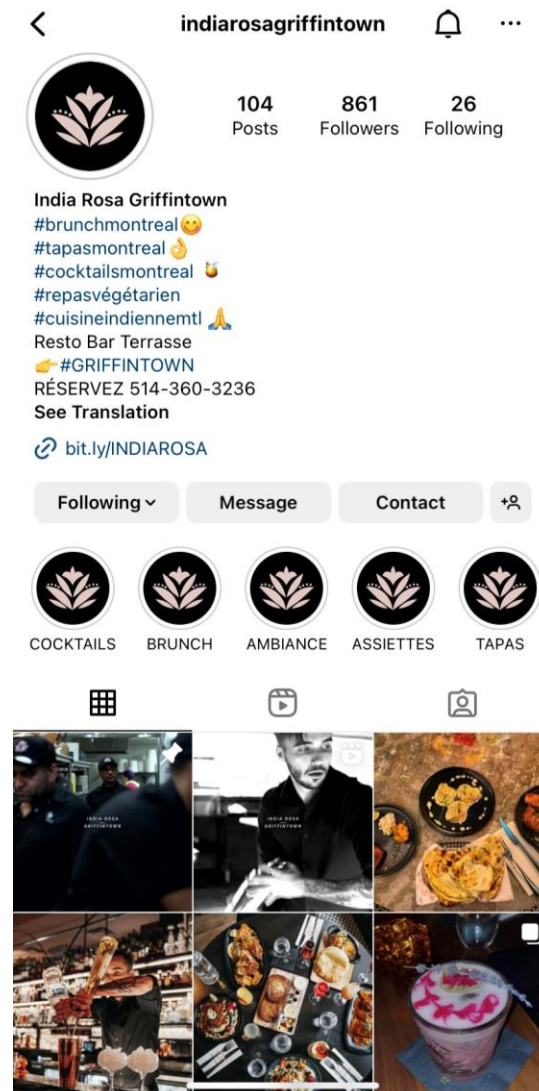 indiarosagriffintown
104 861 26
Posts Followers Following
India Rosa Griffintown
#brunchmontreal😋
#tapasmontreal👌
#cocktailsmontreal 🍹
#repasvégétarien
#cuisineindiennemtl 🙏
Resto Bar Terrasse
👉#GRIFFINTOWN
RÉSERVEZ 514-360-3236
See Translation
bit.ly/INDIAROSA
Following Message Contact
COCKTAILS BRUNCH AMBIANCE ASSIETTES TAPAS
INDIA ROSA
GRIFFINTOWN
INDIA ROSA
GRIFFINTOWN